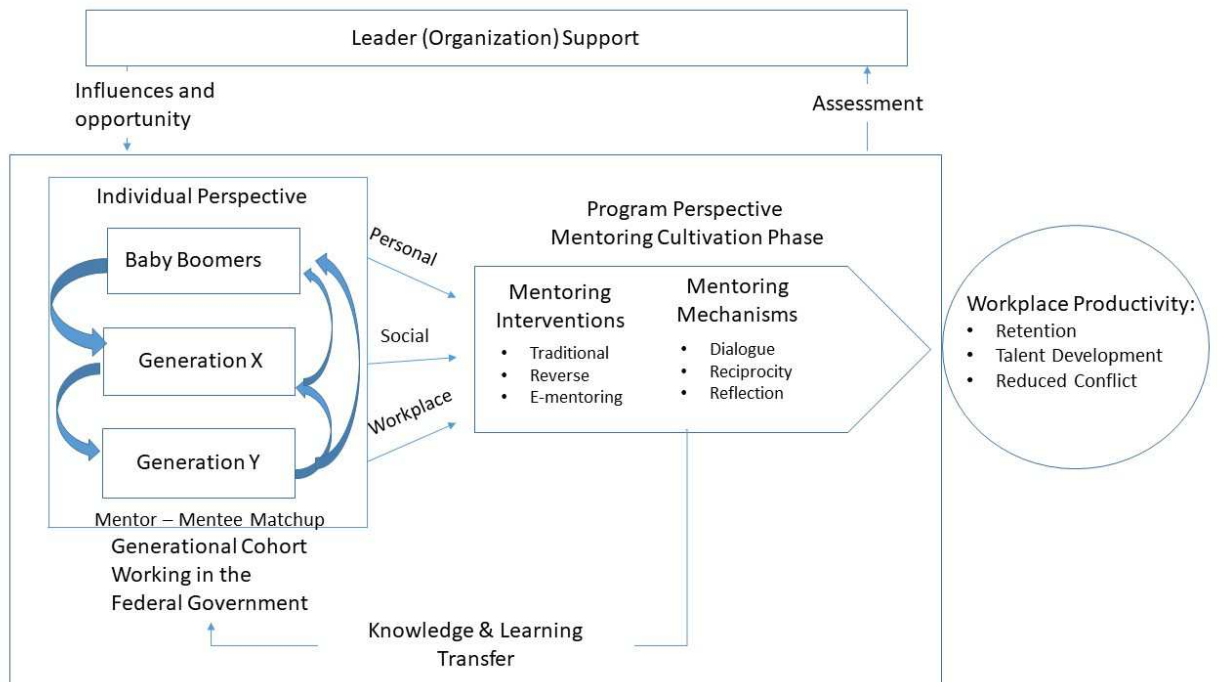 Leader (Organization) Support
Influences and
opportunity
Assessment
Individual Perspective
Baby Boomers
Generation X
Generation Y
Mentor – Mentee Matchup
Generational Cohort
Working in the
Federal Government
Personal
Social
Workplace
Program Perspective
Mentoring Cultivation Phase
Mentoring
Interventions
• Traditional
• Reverse
• E-mentoring
Mentoring
Mechanisms
• Dialogue
• Reciprocity
• Reflection
Workplace Productivity:
• Retention
• Talent Development
• Reduced Conflict
Knowledge & Learning
Transfer